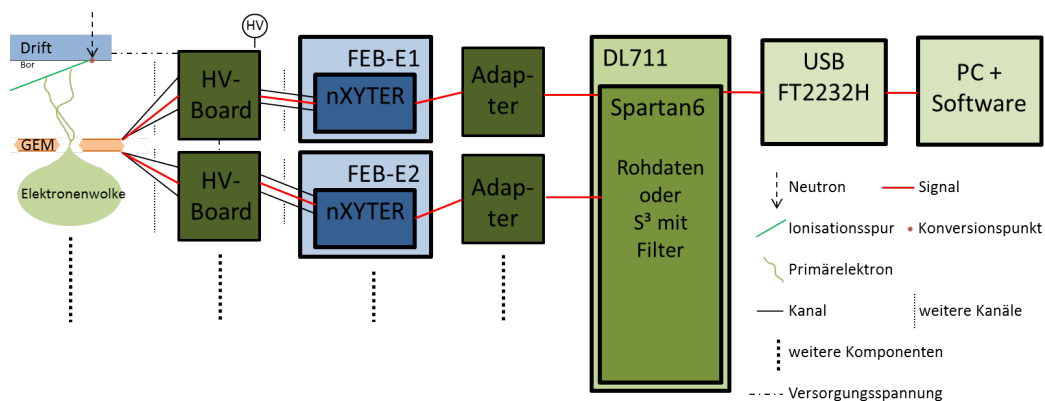 HV
Drift
Bor
GEM
Elektronenwolke
HV-
Board
HV-
Board
FEB-E1
nXYTER
FEB-E2
nXYTER
Adap-
ter
Adap-
ter
DL711
Spartan6
Rohdaten
oder
S³ mit
Filter
USB
FT2232H
PC +
Software
Neutron
Signal
Ionisationsspur
Konversionspunkt
Primärelektron
Kanal
weitere Kanäle
weitere Komponenten
Versorgungsspannung